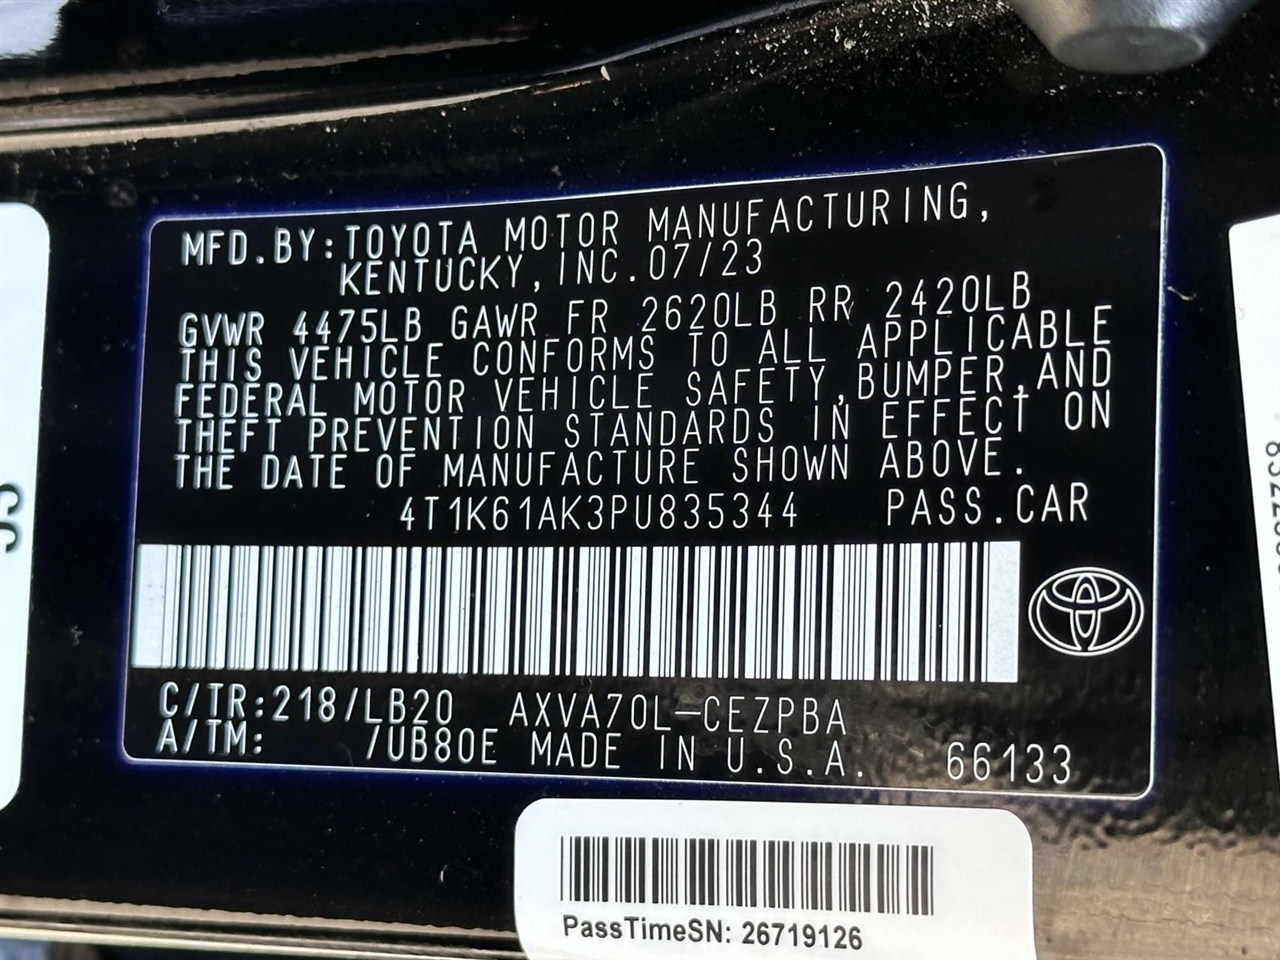 MFD.BY:TOYOTA MOTOR MANUFACTURING,
KENTUCKY, INC. 07/23
GVWR 4475LB GAWR FR 2620LB RR 2420LB
THIS VEHICLE CONFORMS TO ALL APPLICABLE
FEDERAL MOTOR VEHICLE SAFETY,BUMPER,AND
THEFT PREVENTION STANDARDS IN EFFECT ON
THE DATE OF MANUFACTURE SHOWN ABOVE.
4T1K61AK3PU835344 PASS.CAR
C/TR:218/LB20 AXVA70L-CEZPBA
A/TM: /UB80E MADE IN U.S.A. 66133
PassTimeSN: 26719126